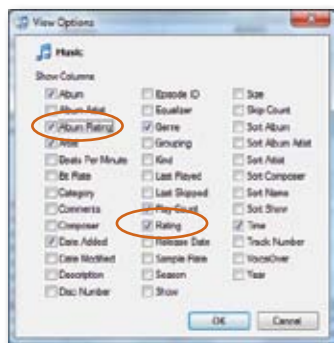 View Options
Music
Show Columns
Album
Album Artist
Album Rating
Artist
Beats Per Minute
Bit Rate
Category
Comments
Composer
Date Added
Date Modified
Description
Disc Number
Episode ID
Equalizer
Genre
Grouping
Kind
Last Played
Last Skipped
Play Count
Rating
Release Date
Sample Rate
Season
Show
Size
Skip Count
Sort Album
Sort Album Artist
Sort Artist
Sort Composer
Sort Name
Sort Show
Time
Track Number
VoiceOver
Year
OK
Cancel